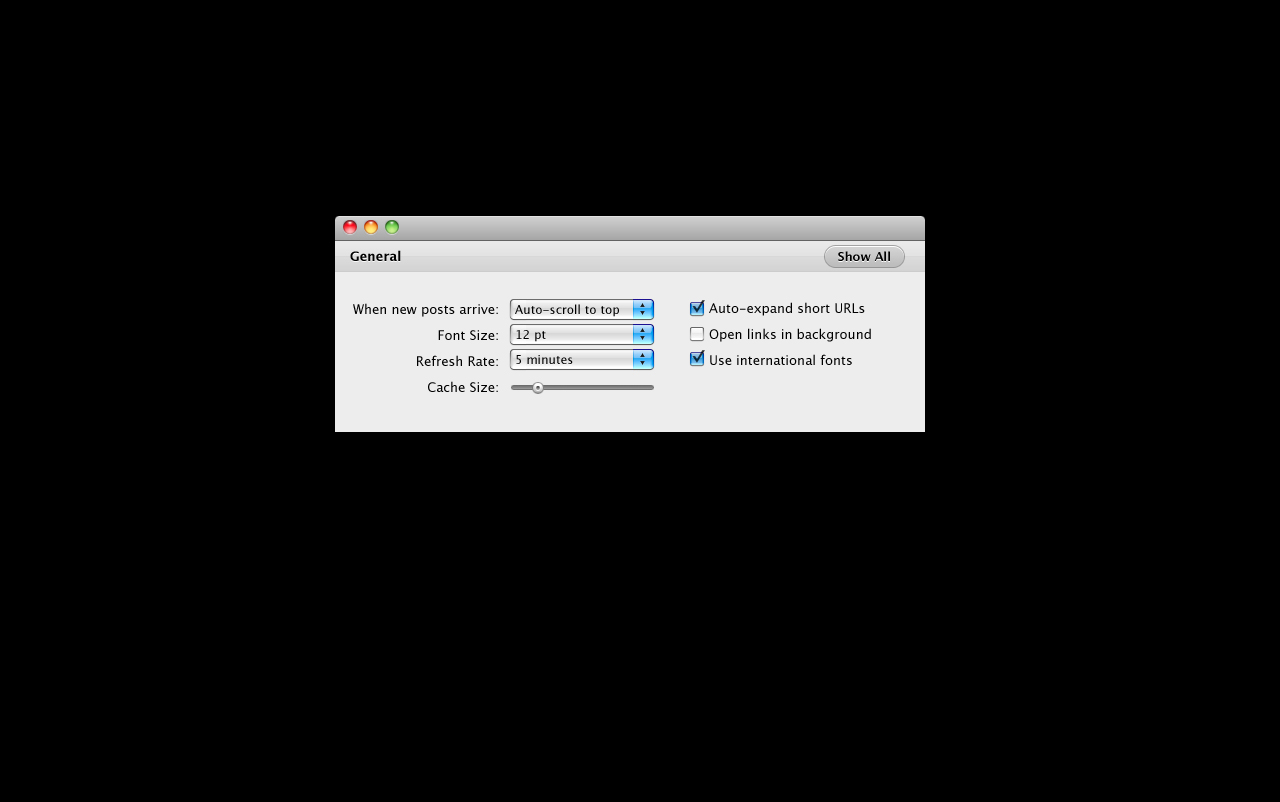 General
Show All
When new posts arrive: Auto-scroll to top
Font Size: 12 pt
Refresh Rate: 5 minutes
Cache Size:
Auto-expand short URLs
Open links in background
Use international fonts